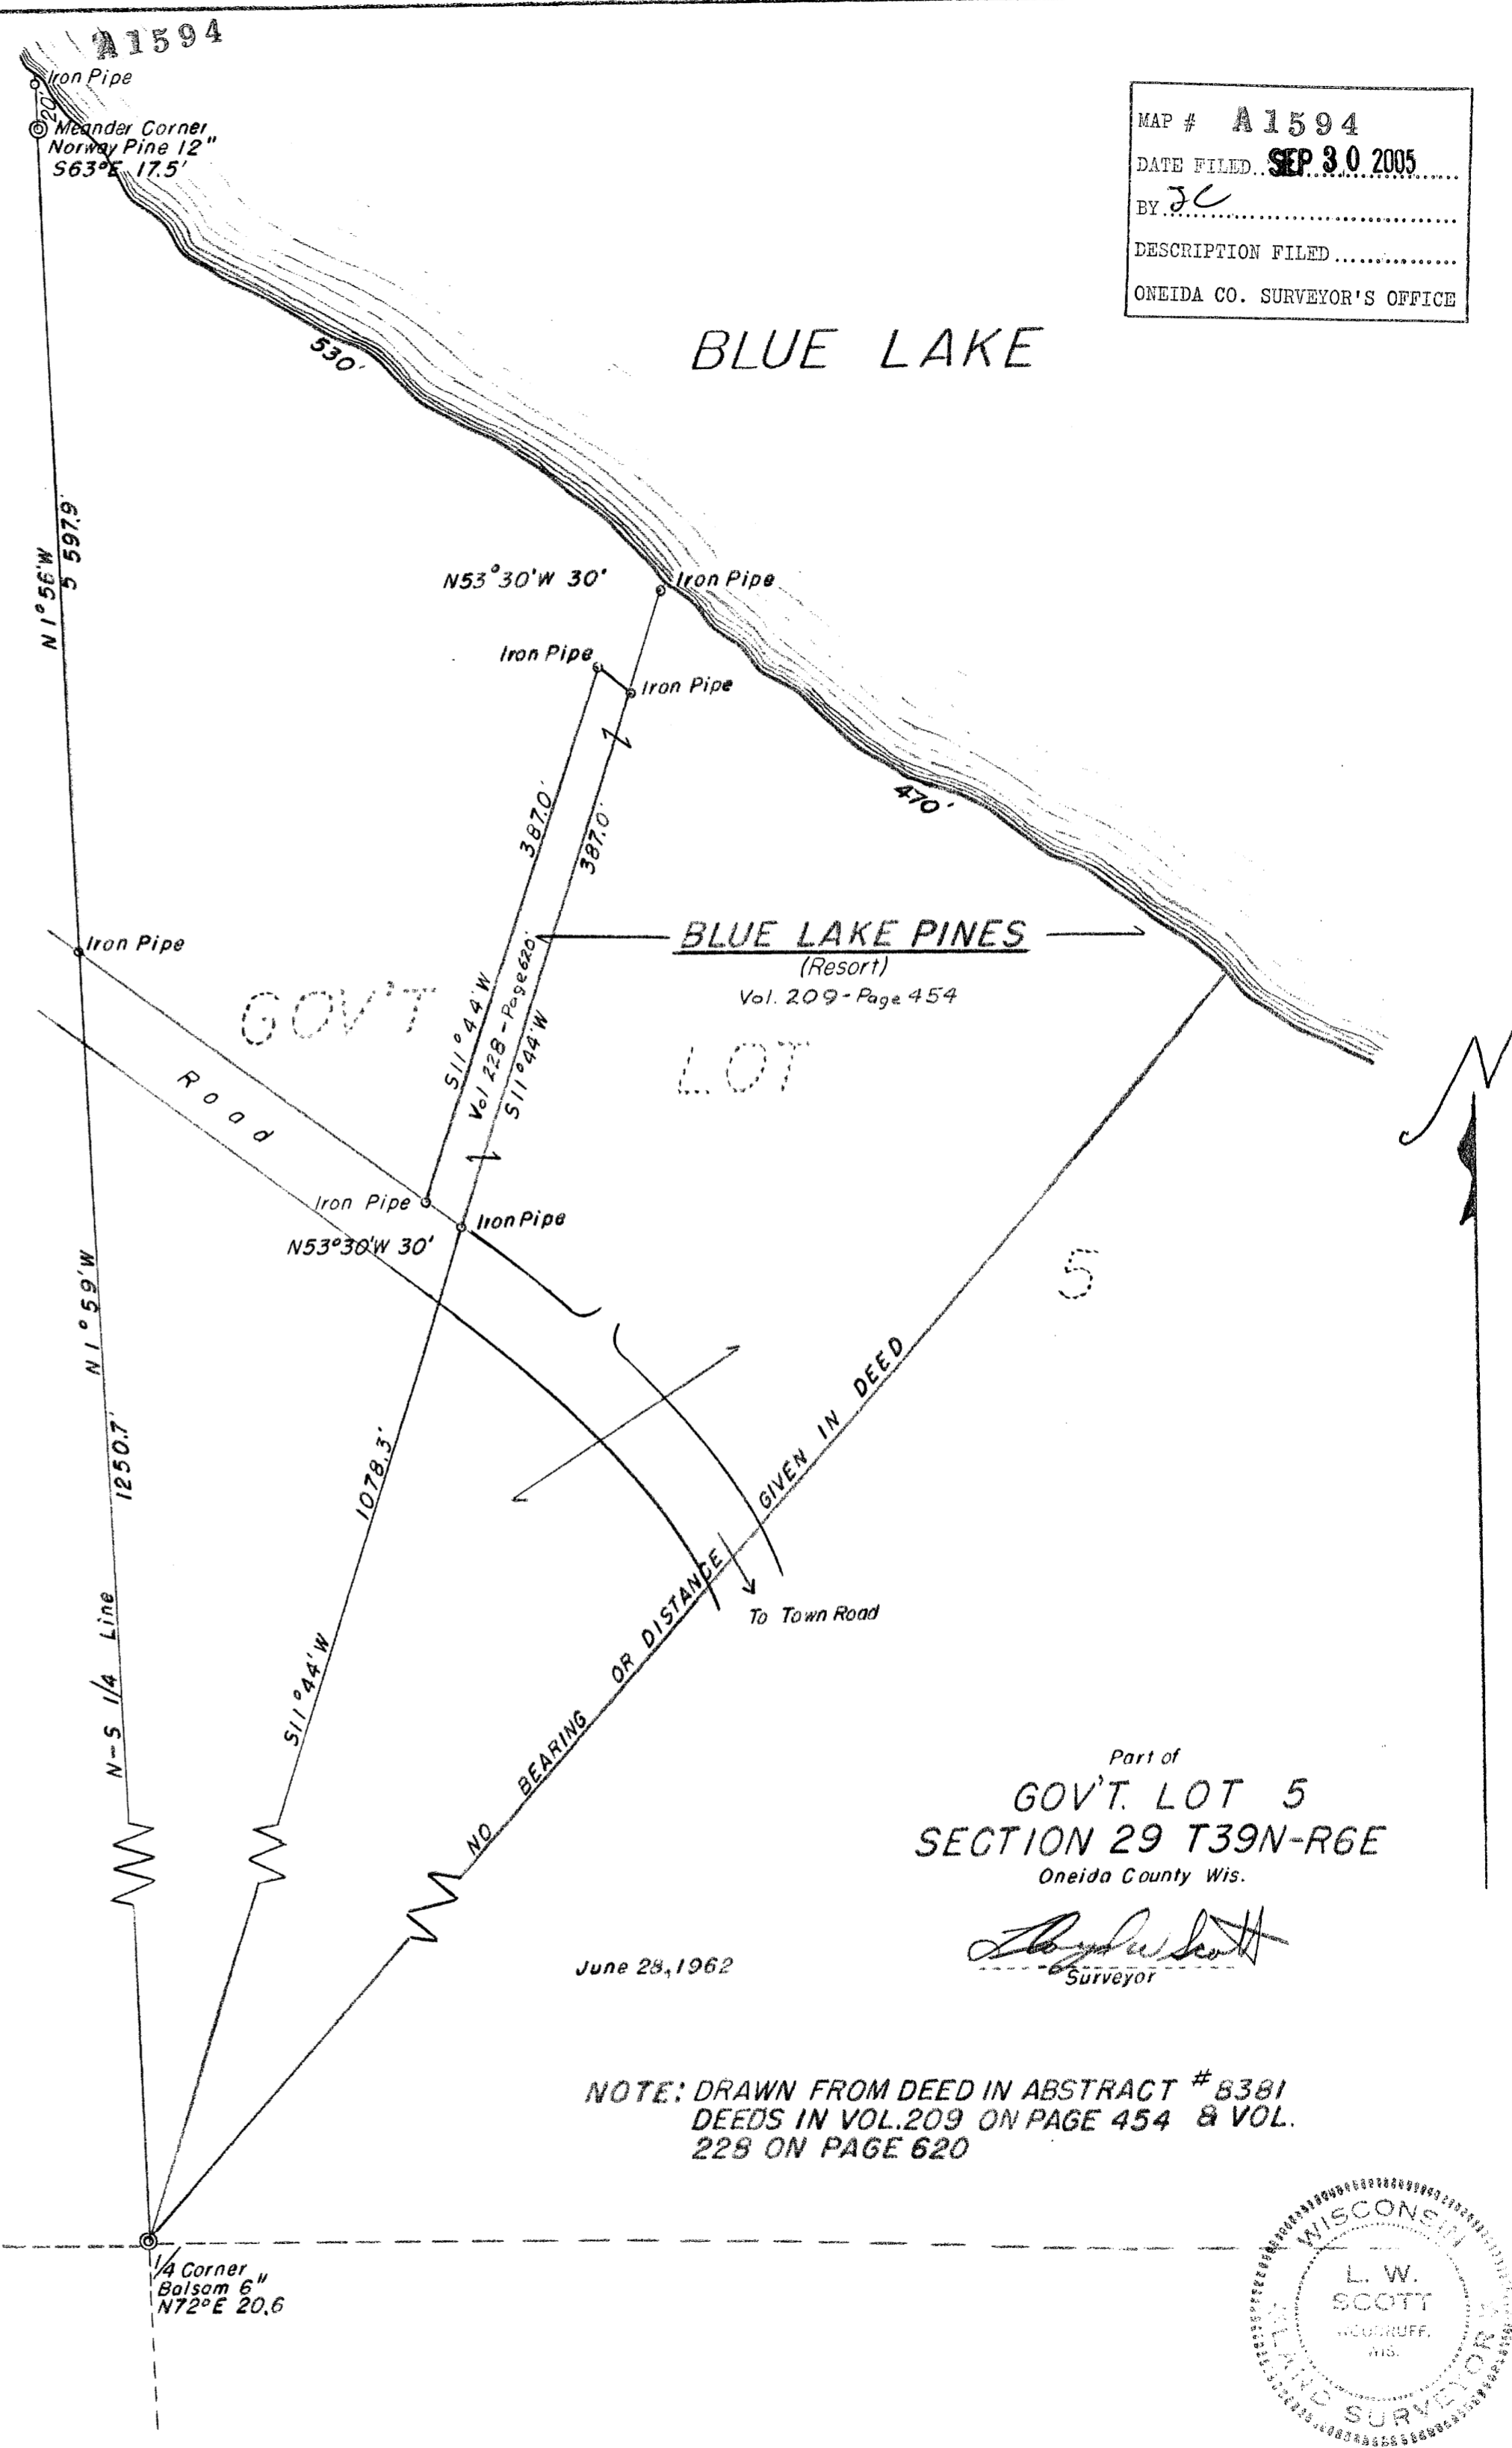 A1594
Iron Pipe
20'
Meander Corner
Norway Pine 12"
S63°E 17.5'
MAP # A1594
DATE FILED SEP 30 2005
BY JC
DESCRIPTION FILED
ONEIDA CO. SURVEYOR'S OFFICE
BLUE LAKE
530'
N1°56'W
597.9'
N53°30'W 30'
Iron Pipe
Iron Pipe
Iron Pipe
470'
387.0'
387.0'
BLUE LAKE PINES
(Resort)
Vol. 209-Page 454
Iron Pipe
GOV'T
LOT
5
S11°44'W
Vol 228-Page 620
S11°44'W
Road
Iron Pipe
Iron Pipe
N53°30'W 30'
N1°59'W
1250.7'
N-S 1/4 Line
1078.3'
S11°44'W
NO BEARING OR DISTANCE GIVEN IN DEED
To Town Road
Part of
GOV'T. LOT 5
SECTION 29 T39N-R6E
Oneida County Wis.
Lloyd W Scott
Surveyor
June 28, 1962
NOTE: DRAWN FROM DEED IN ABSTRACT #8381
DEEDS IN VOL.209 ON PAGE 454 & VOL.
228 ON PAGE 620
1/4 Corner
Balsam 6"
N72°E 20.6
N
WISCONSIN
L. W.
SCOTT
WOODRUFF,
WIS.
LAND SURVEYOR